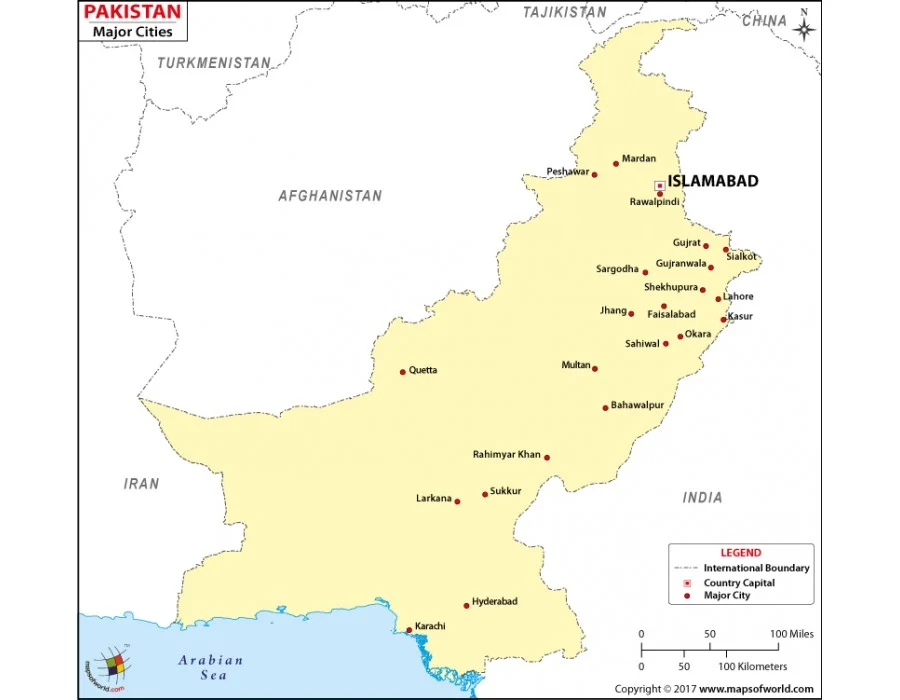 PAKISTAN
Major Cities
TAJIKISTAN
CHINA
N
TURKMENISTAN
AFGHANISTAN
Mardan
Peshawar
ISLAMABAD
Rawalpindi
Gujrat
Sialkot
Gujranwala
Sargodha
Shekhupura
Lahore
Jhang
Faisalabad
Kasur
Okara
Sahiwal
Quetta
Multan
Bahawalpur
Rahimyar Khan
IRAN
Sukkur
Larkana
INDIA
LEGEND
International Boundary
Country Capital
Major City
Hyderabad
Karachi
0 50 100 Miles
0 50 100 Kilometers
Arabian
Sea
mapsofworld.com
Copyright © 2017 www.mapsofworld.com